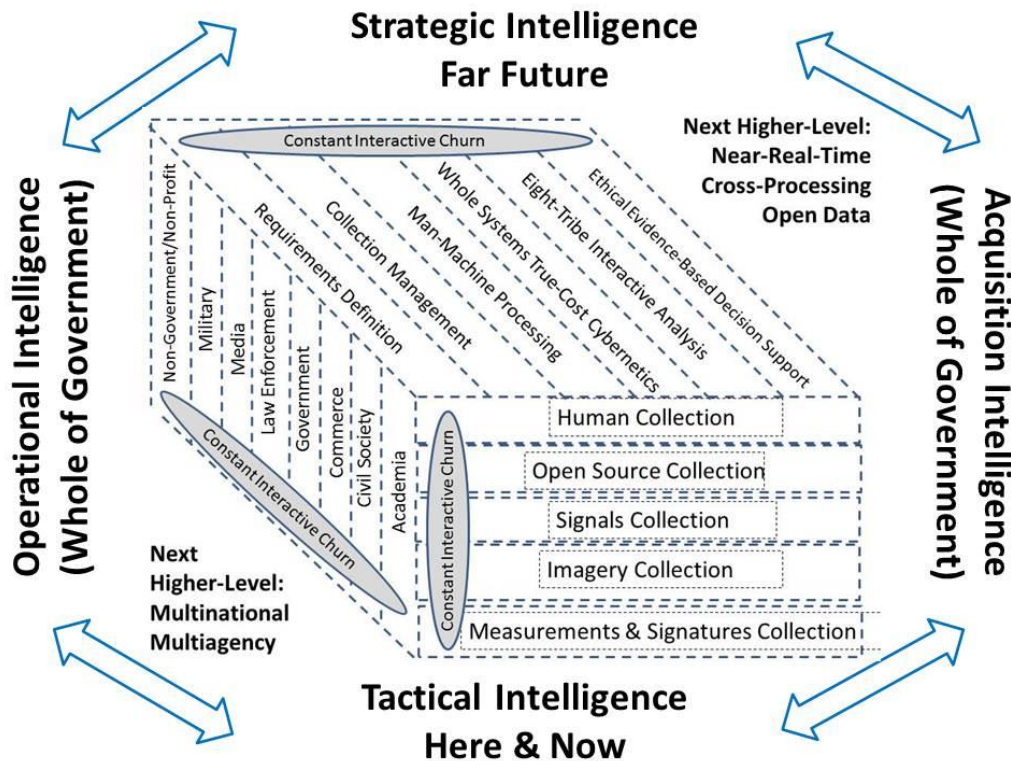 Strategic Intelligence
Far Future
Operational Intelligence
(Whole of Government)
Acquisition Intelligence
(Whole of Government)
Next Higher-Level:
Near-Real-Time
Cross-Processing
Open Data
Constant Interactive Churn
Requirements Definition
Collection Management
Man-Machine Processing
Whole Systems True-Cost Cybernetics
Eight-Tribe Interactive Analysis
Ethical Evidence-Based Decision Support
Non-Government/Non-Profit
Military
Media
Law Enforcement
Government
Commerce
Civil Society
Academia
Constant Interactive Churn
Constant Interactive Churn
Human Collection
Open Source Collection
Signals Collection
Imagery Collection
Measurements & Signatures Collection
Next
Higher-Level:
Multinational
Multiagency
Tactical Intelligence
Here & Now